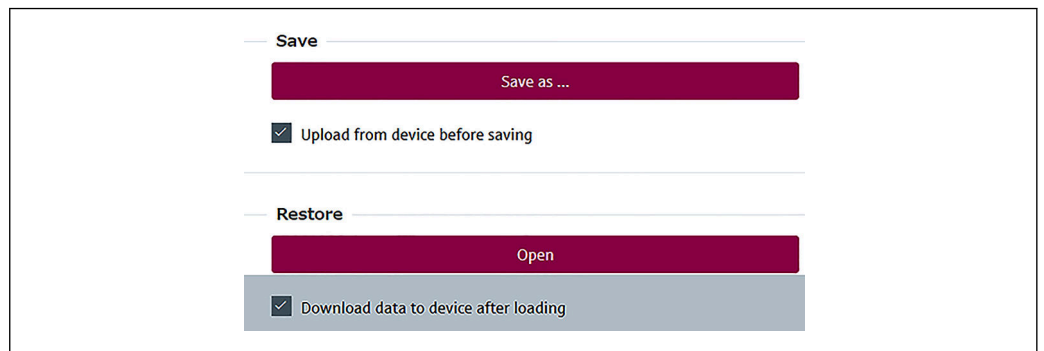 Save
Save as ...
Upload from device before saving
Restore
Open
Download data to device after loading